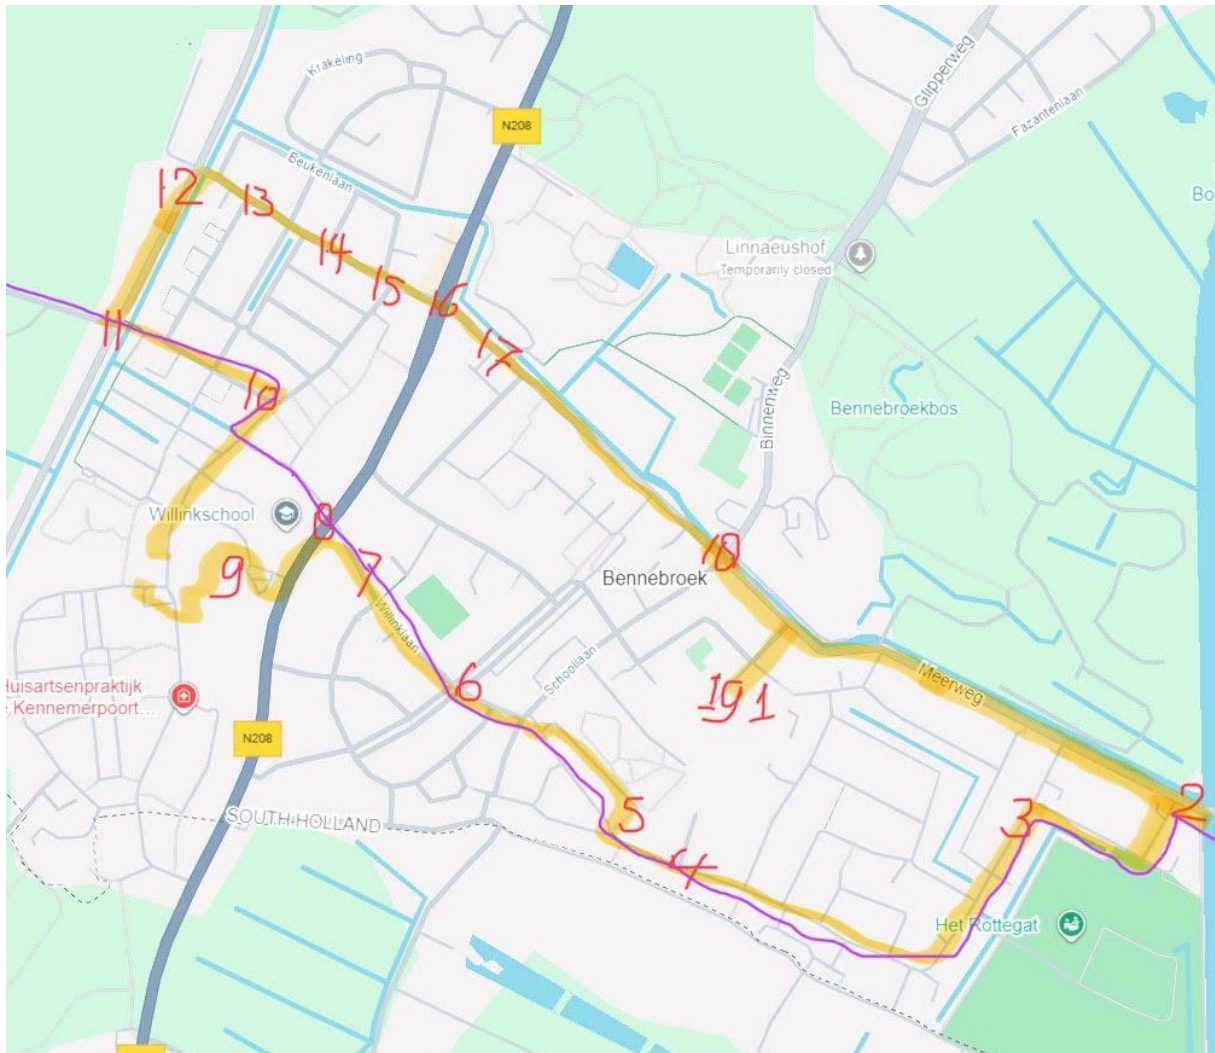 Krakeling
N208
Glipperweg
Fazantenlaan
Beukenlaan
12
13
Bo
14
Linnaeushof
Temporarily closed
15
16
11
17
10
Binnenweg
Bennebroekbos
Willinkschool
8
7
18
Bennebroek
9
Willinklaan
Schoollaan
Meerweg
6
19 1
Huisartsenpraktijk
Kennemerpoort...
N208
2
3
5
SOUTH HOLLAND
4
Het Rottegat